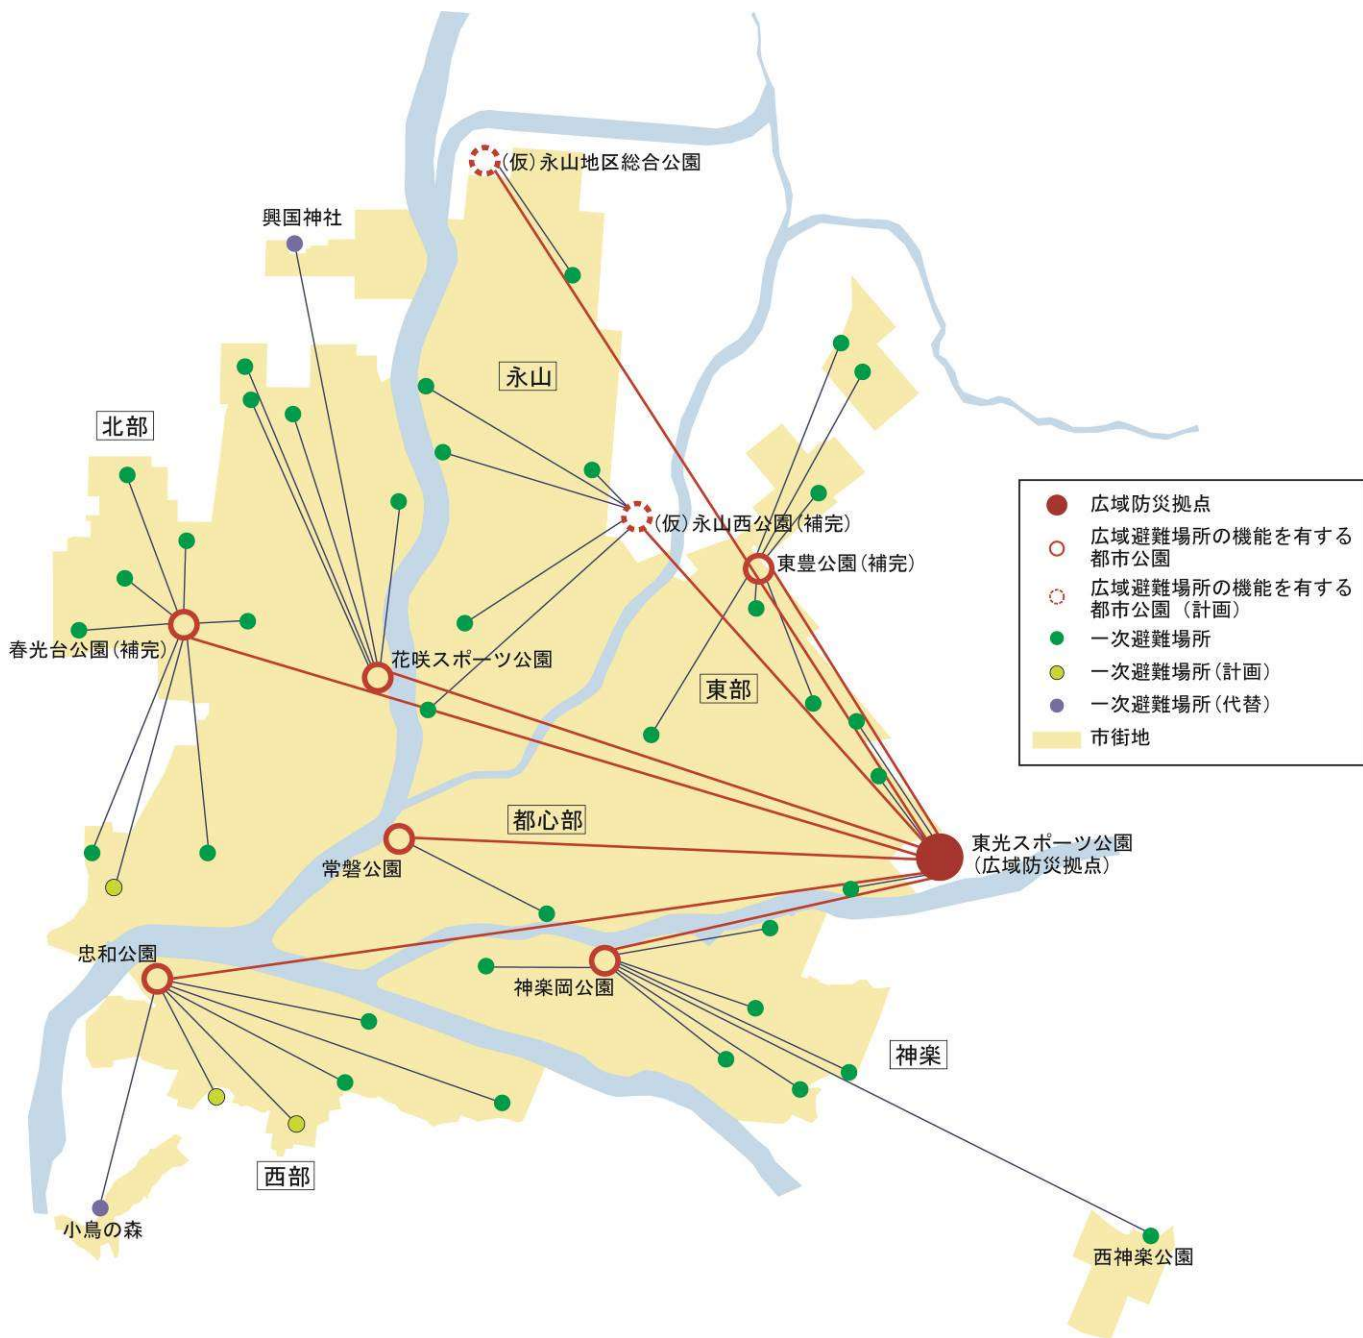 (仮)永山地区総合公園
興国神社
永山
北部
(仮)永山西公園(補完)
東豊公園(補完)
春光台公園(補完)
花咲スポーツ公園
東部
都心部
常磐公園
東光スポーツ公園
(広域防災拠点)
忠和公園
神楽岡公園
神楽
西部
小鳥の森
西神楽公園
広域防災拠点
広域避難場所の機能を有する
都市公園
広域避難場所の機能を有する
都市公園（計画）
一次避難場所
一次避難場所(計画)
一次避難場所(代替)
市街地